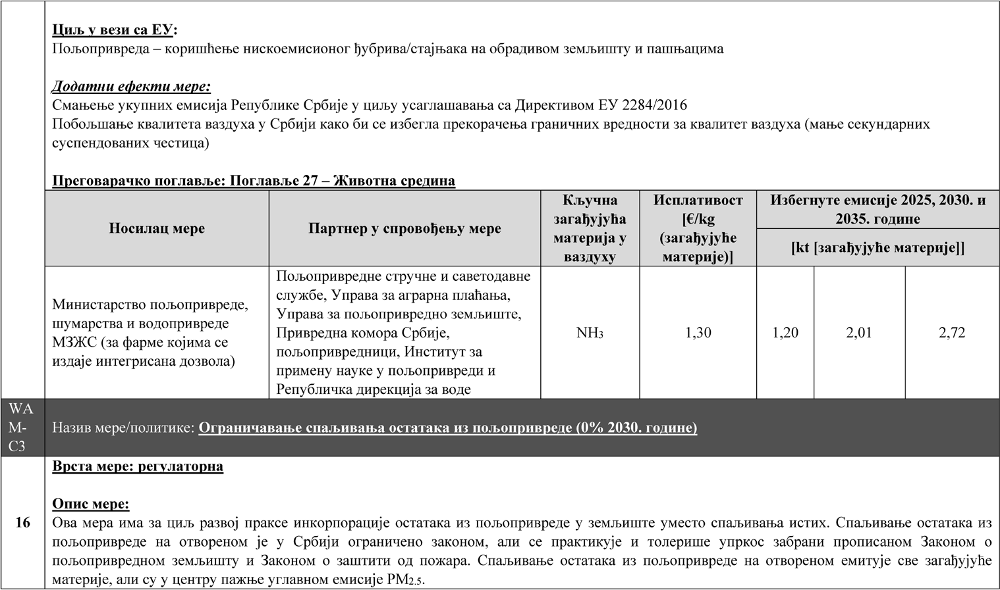 Циљ у вези са ЕУ:
Пољопривреда – коришћење нискоемисионог ђубрива/стајњака на обрадивом земљишту и пашњацима
Додатни ефекти мере:
Смањење укупних емисија Републике Србије у циљу усаглашавања са Директивом ЕУ 2284/2016
Побољшање квалитета ваздуха у Србији како би се избегла прекорачења граничних вредности за квалитет ваздуха (мање секундарних
суспендованих честица)
Преговарачко поглавље: Поглавље 27 – Животна средина
Носилац мере
Партнер у спровођењу мере
Кључна
загађујућа
материја у
ваздуху
Исплативост
[€/kg
(загађујуће
материје)]
Избегнуте емисије 2025, 2030. и
2035. године
[kt [загађујуће материје]]
Министарство пољопривреде,
шумарства и водопривреде
МЗЖС (за фарме којима се
издаје интегрисана дозвола)
Пољопривредне стручне и саветодавне
службе, Управа за аграрна плаћања,
Управа за пољопривредно земљиште,
Привредна комора Србије,
пољопривредници, Институт за
примену науке у пољопривреди и
Републичка дирекција за воде
NH3
1,30
1,20
2,01
2,72
WA
M-
C3
Назив мере/политике: Ограничавање спаљивања остатака из пољопривреде (0% 2030. године)
16
Врста мере: регулаторна
Опис мере:
Ова мера има за циљ развој праксе инкорпорације остатака из пољопривреде у земљиште уместо спаљивања истих. Спаљивање остатака из
пољопривреде на отвореном је у Србији ограничено законом, али се практикује и толерише упркос забрани прописаном Законом о
пољопривредном земљишту и Законом о заштити од пожара. Спаљивање остатака из пољопривреде на отвореном емитује све загађујуће
материје, али су у центру пажње углавном емисије PM2.5.